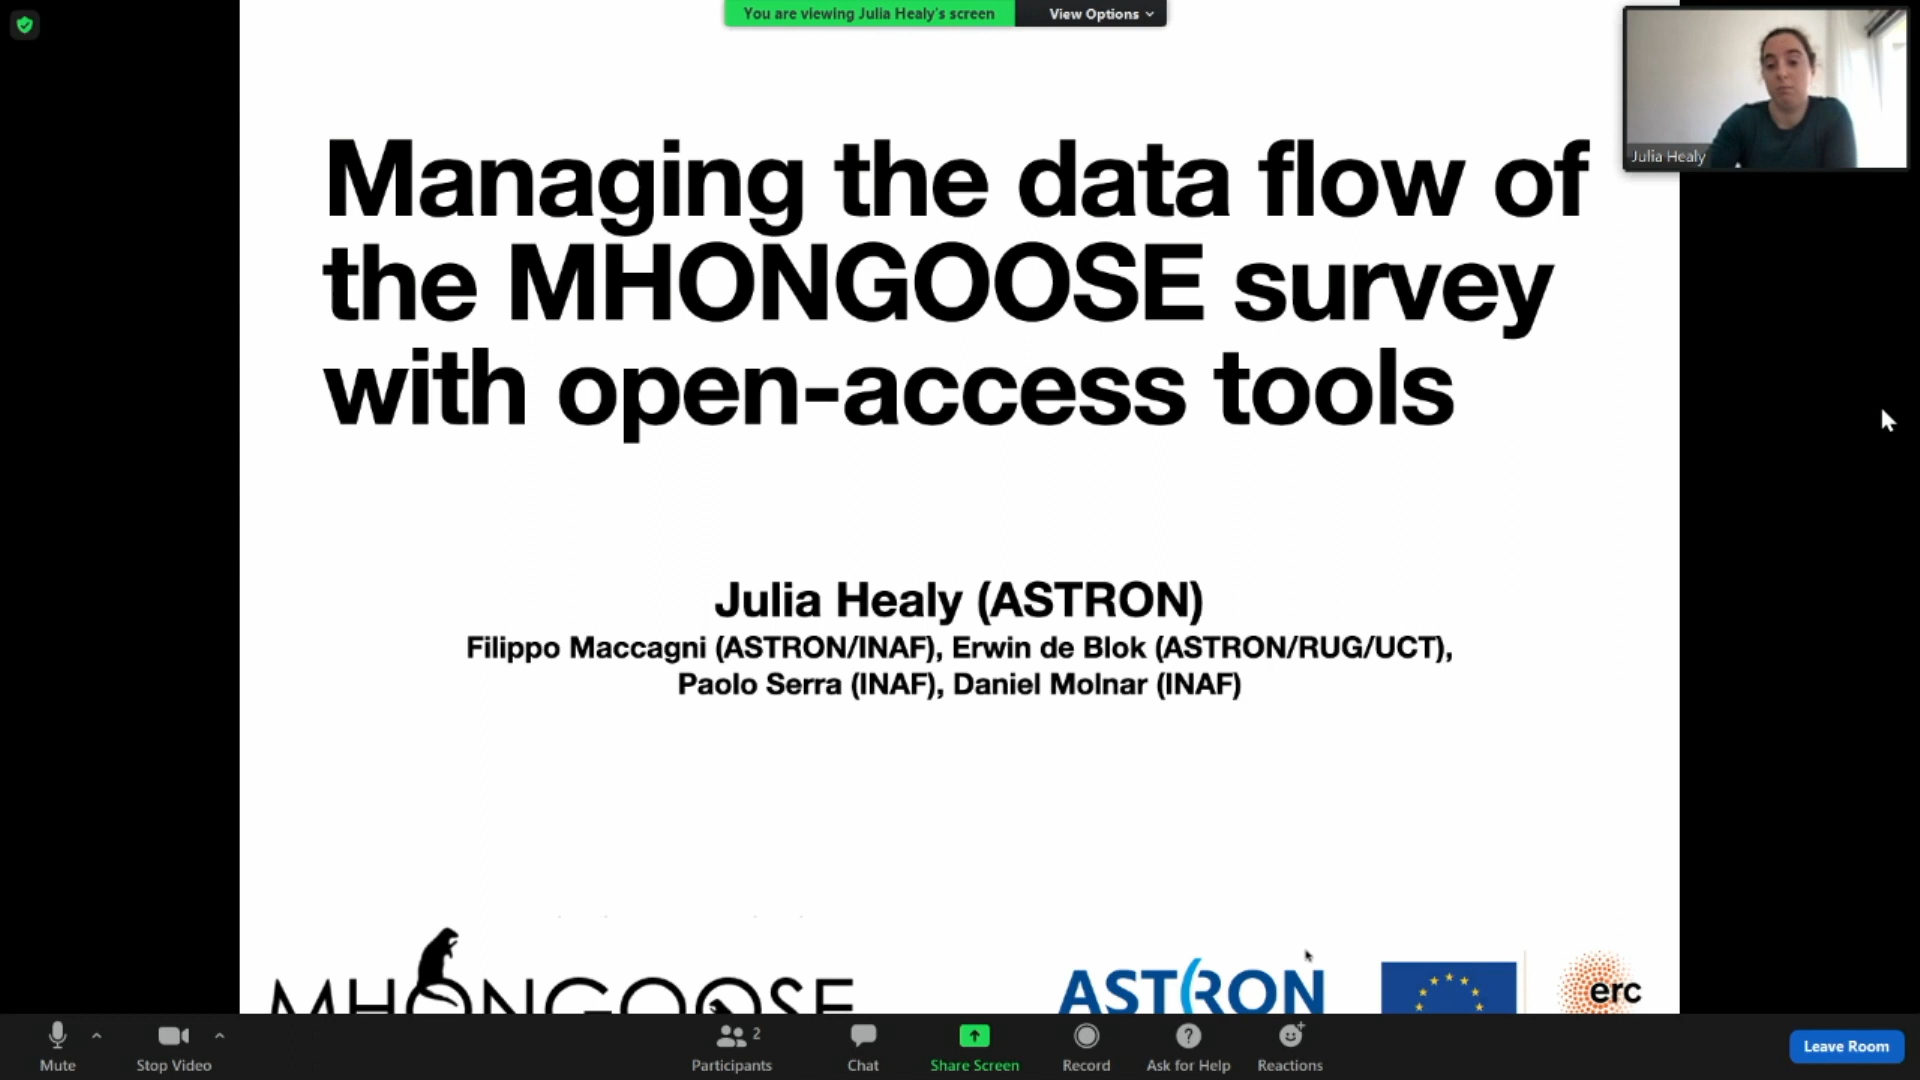 You are viewing Julia Healy's screen
View Options
Julia Healy
Managing the data flow of
the MHONGOOSE survey
with open-access tools
Julia Healy (ASTRON)
Filippo Maccagni (ASTRON/INAF), Erwin de Blok (ASTRON/RUG/UCT),
Paolo Serra (INAF), Daniel Molnar (INAF)
MHONGOOSE
ASTRON
erc
2
Mute
Stop Video
Participants
Chat
Share Screen
Record
Ask for Help
Reactions
Leave Room